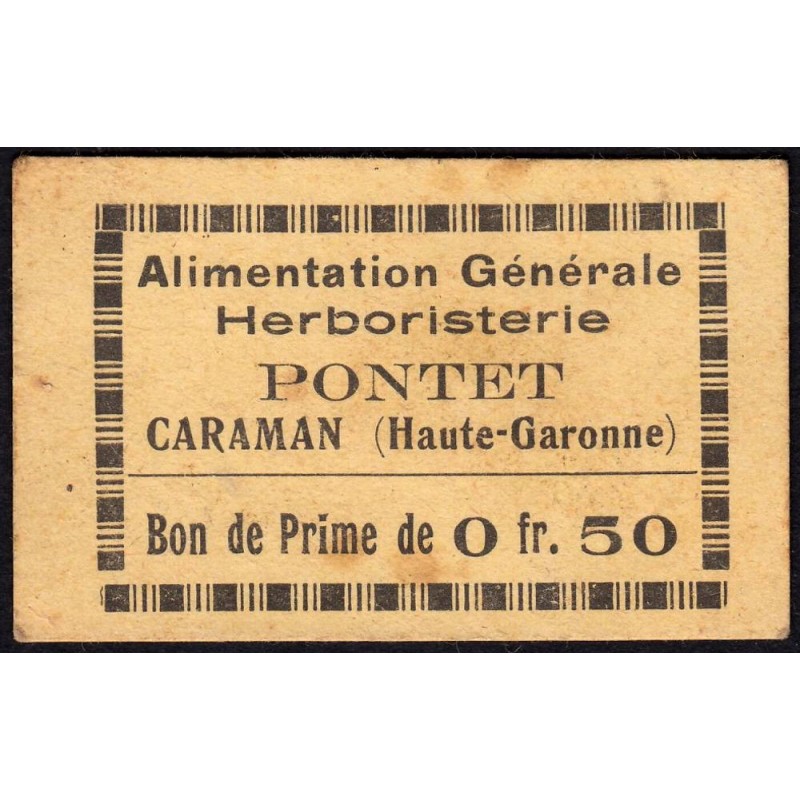 Alimentation Générale
Herboristerie
PONTET
CARAMAN (Haute-Garonne)
Bon de Prime de 0 fr. 50